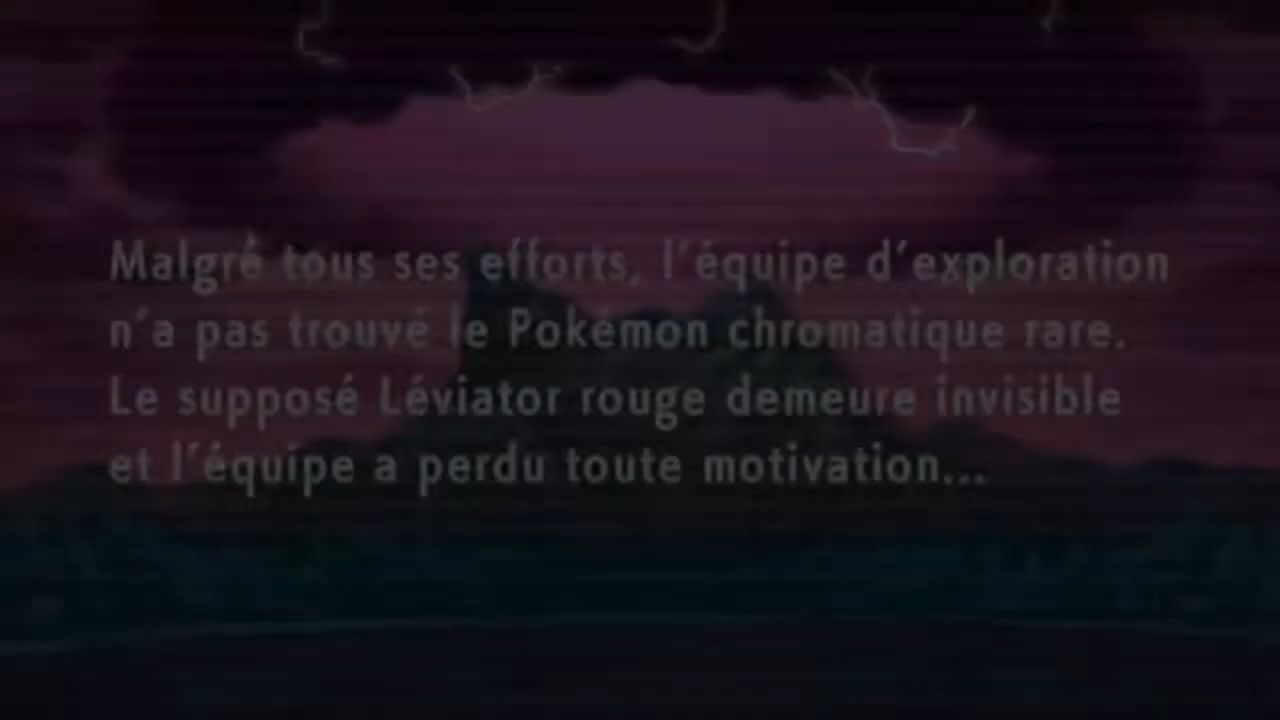 Malgré tous ses efforts, l'équipe d'exploration
n'a pas trouvé le Pokémon chromatique rare.
Le supposé Léviator rouge demeure invisible
et l'équipe a perdu toute motivation...